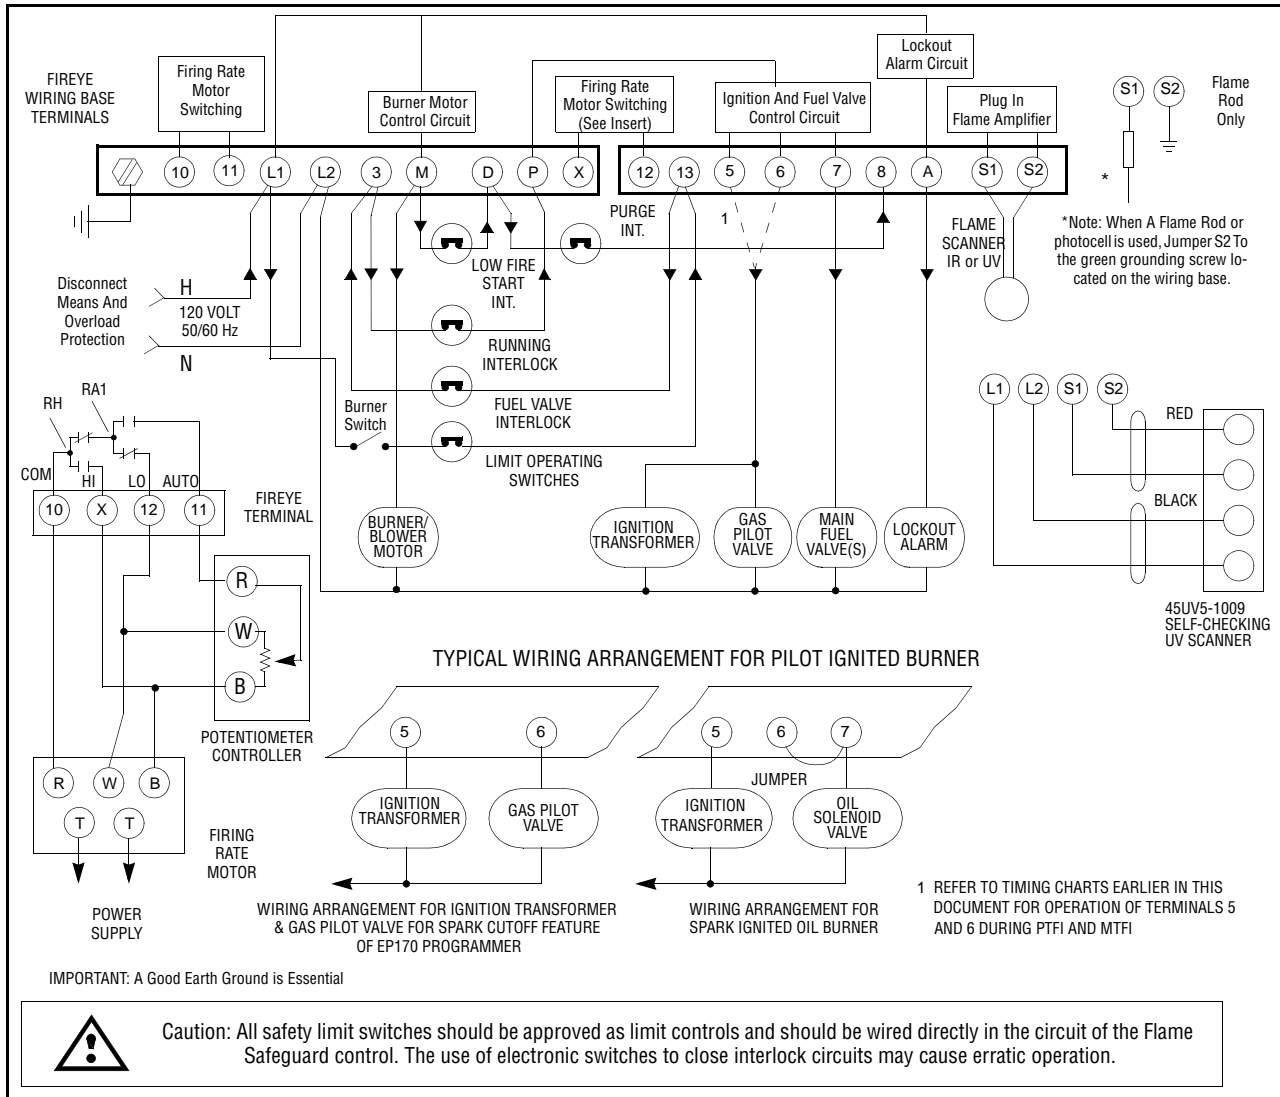 FIREYE
WIRING BASE
TERMINALS
Firing Rate
Motor
Switching
Burner Motor
Control Circuit
Firing Rate
Motor Switching
(See Insert)
Ignition And Fuel Valve
Control Circuit
Lockout
Alarm Circuit
Plug In
Flame Amplifier
S1 S2
Flame
Rod
Only
10 11 L1 L2 3 M D P X 12 13 5 6 7 8 A S1 S2
*
*Note: When A Flame Rod or
photocell is used, Jumper S2 To
the green grounding screw lo-
cated on the wiring base.
PURGE
INT.
1
FLAME
SCANNER
IR or UV
LOW FIRE
START
INT.
Disconnect
Means And
Overload
Protection
H
120 VOLT
50/60 Hz
N
RUNNING
INTERLOCK
FUEL VALVE
INTERLOCK
Burner
Switch
LIMIT OPERATING
SWITCHES
L1 L2 S1 S2
RED
BLACK
45UV5-1009
SELF-CHECKING
UV SCANNER
RH
RA1
COM HI LO AUTO
10 X 12 11
FIREYE
TERMINAL
BURNER/
BLOWER
MOTOR
IGNITION
TRANSFORMER
GAS
PILOT
VALVE
MAIN
FUEL
VALVE(S)
LOCKOUT
ALARM
R
W
B
POTENTIOMETER
CONTROLLER
TYPICAL WIRING ARRANGEMENT FOR PILOT IGNITED BURNER
R W B
T T
FIRING
RATE
MOTOR
POWER
SUPPLY
5 6
IGNITION
TRANSFORMER
GAS PILOT
VALVE
WIRING ARRANGEMENT FOR IGNITION TRANSFORMER
& GAS PILOT VALVE FOR SPARK CUTOFF FEATURE
OF EP170 PROGRAMMER
5 6 7
JUMPER
IGNITION
TRANSFORMER
OIL
SOLENOID
VALVE
WIRING ARRANGEMENT FOR
SPARK IGNITED OIL BURNER
1 REFER TO TIMING CHARTS EARLIER IN THIS
DOCUMENT FOR OPERATION OF TERMINALS 5
AND 6 DURING PTFI AND MTFI
IMPORTANT: A Good Earth Ground is Essential
Caution: All safety limit switches should be approved as limit controls and should be wired directly in the circuit of the Flame
Safeguard control. The use of electronic switches to close interlock circuits may cause erratic operation.